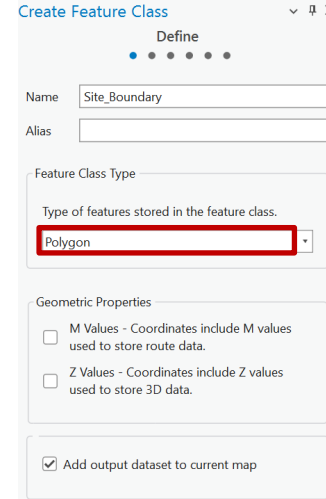 Create Feature Class
Define
Name Site_Boundary
Alias
Feature Class Type
Type of features stored in the feature class.
Polygon
Geometric Properties
M Values - Coordinates include M values
used to store route data.
Z Values - Coordinates include Z values
used to store 3D data.
Add output dataset to current map